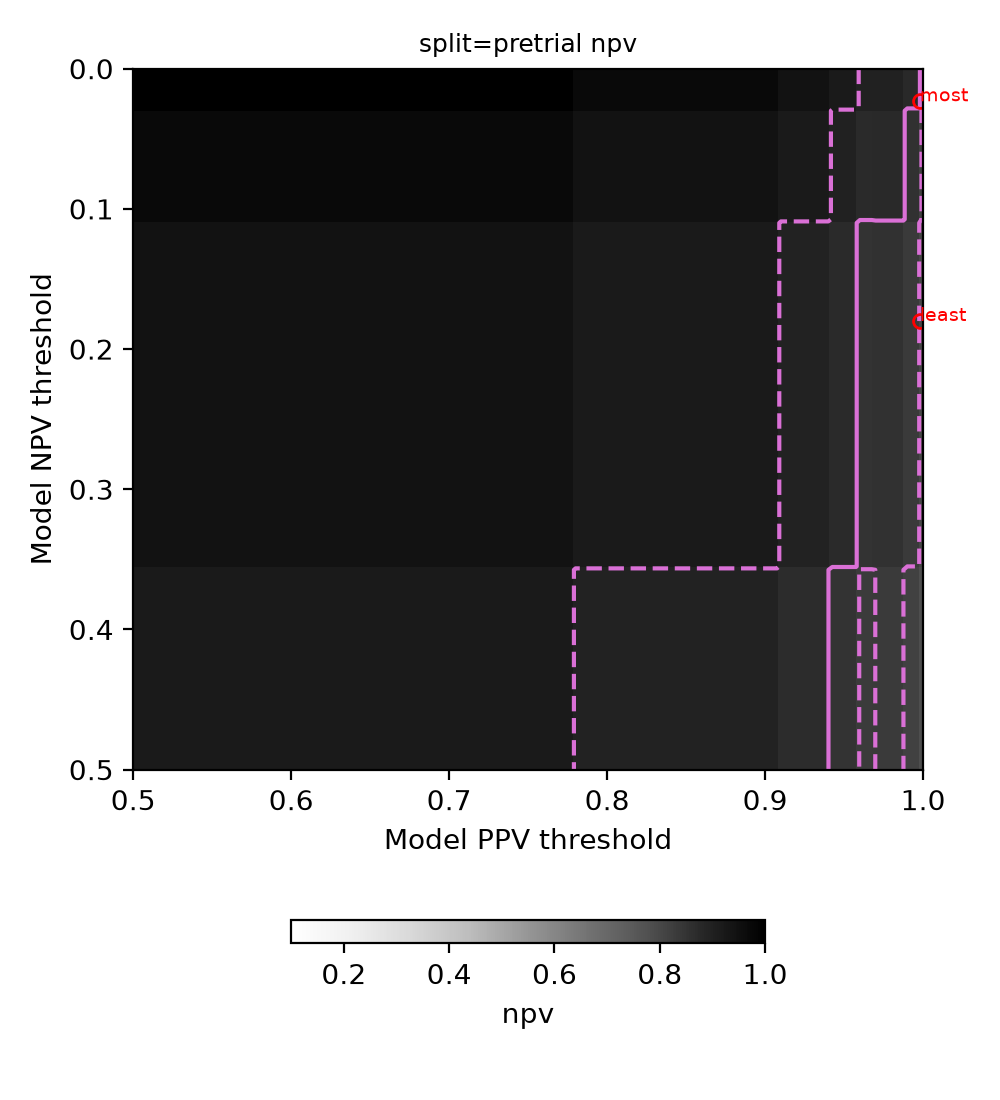 split=pretrial npv
0.0
0.1
0.2
0.3
0.4
0.5
Model NPV threshold
most
least
0.5 0.6 0.7 0.8 0.9 1.0
Model PPV threshold
0.2 0.4 0.6 0.8 1.0
npv